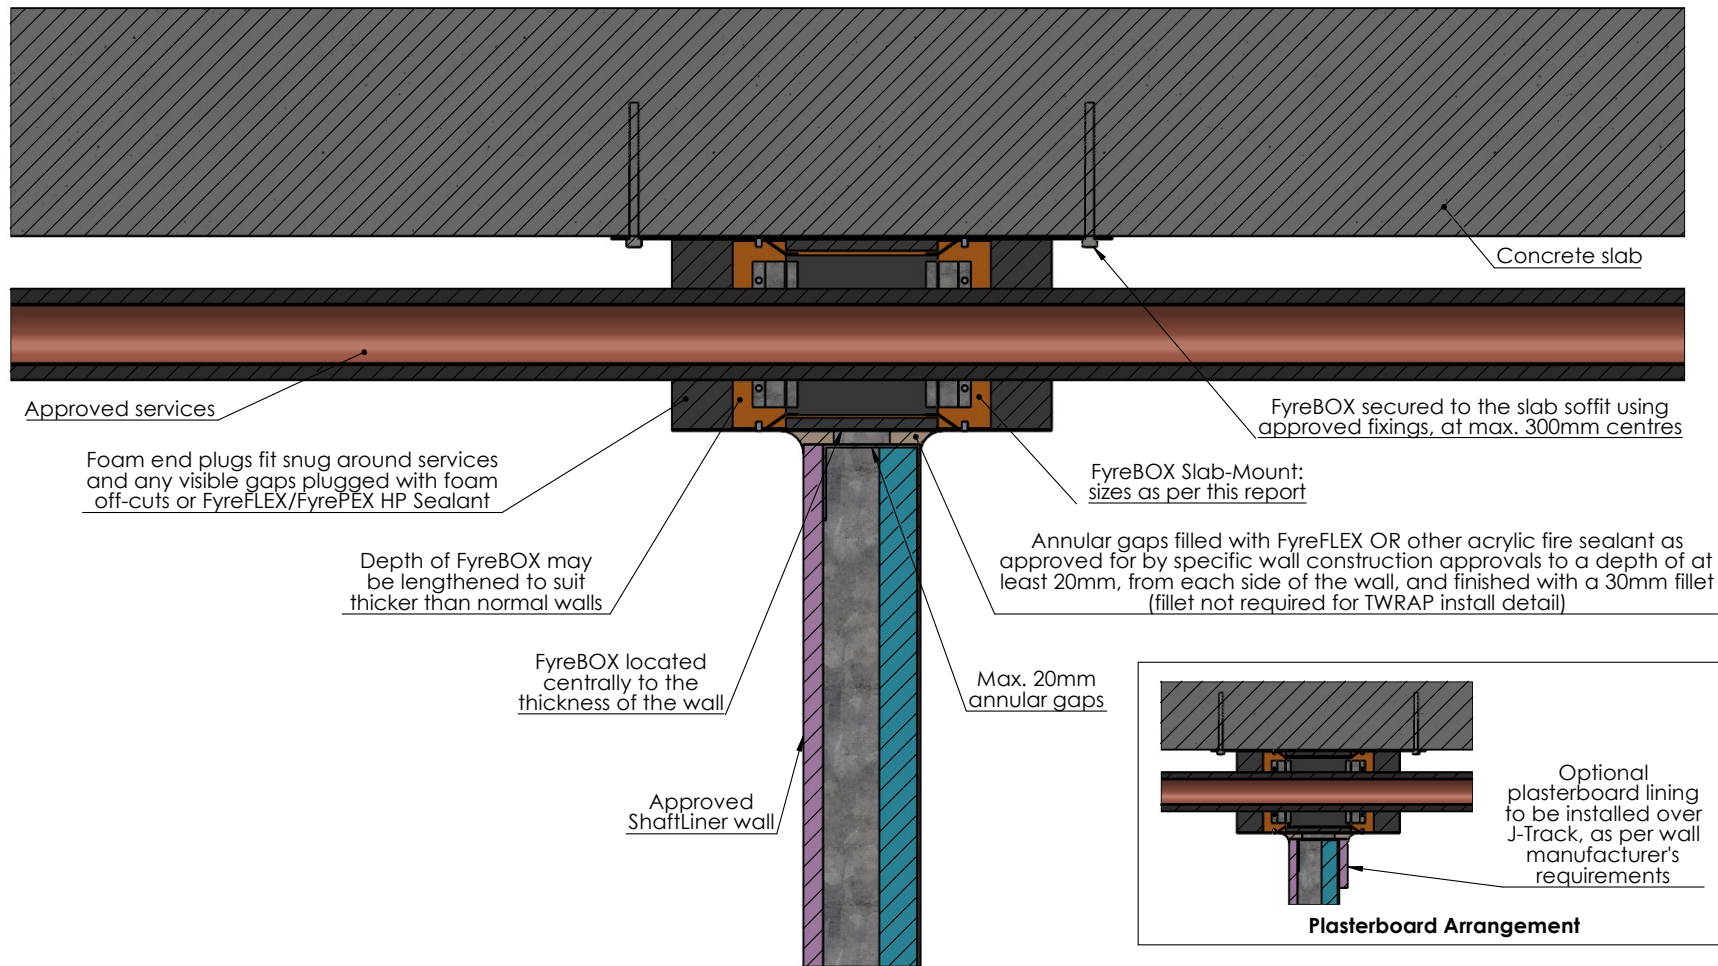 Concrete slab
Approved services
FyreBOX secured to the slab soffit using
approved fixings, at max. 300mm centres
Foam end plugs fit snug around services
and any visible gaps plugged with foam
off-cuts or FyreFLEX/FyrePEX HP Sealant
FyreBOX Slab-Mount:
sizes as per this report
Depth of FyreBOX may
be lengthened to suit
thicker than normal walls
Annular gaps filled with FyreFLEX OR other acrylic fire sealant as
approved for by specific wall construction approvals to a depth of at
least 20mm, from each side of the wall, and finished with a 30mm fillet
(fillet not required for TWRAP install detail)
FyreBOX located
centrally to the
thickness of the wall
Max. 20mm
annular gaps
Approved
ShaftLiner wall
Optional
plasterboard lining
to be installed over
J-Track, as per wall
manufacturer's
requirements
Plasterboard Arrangement